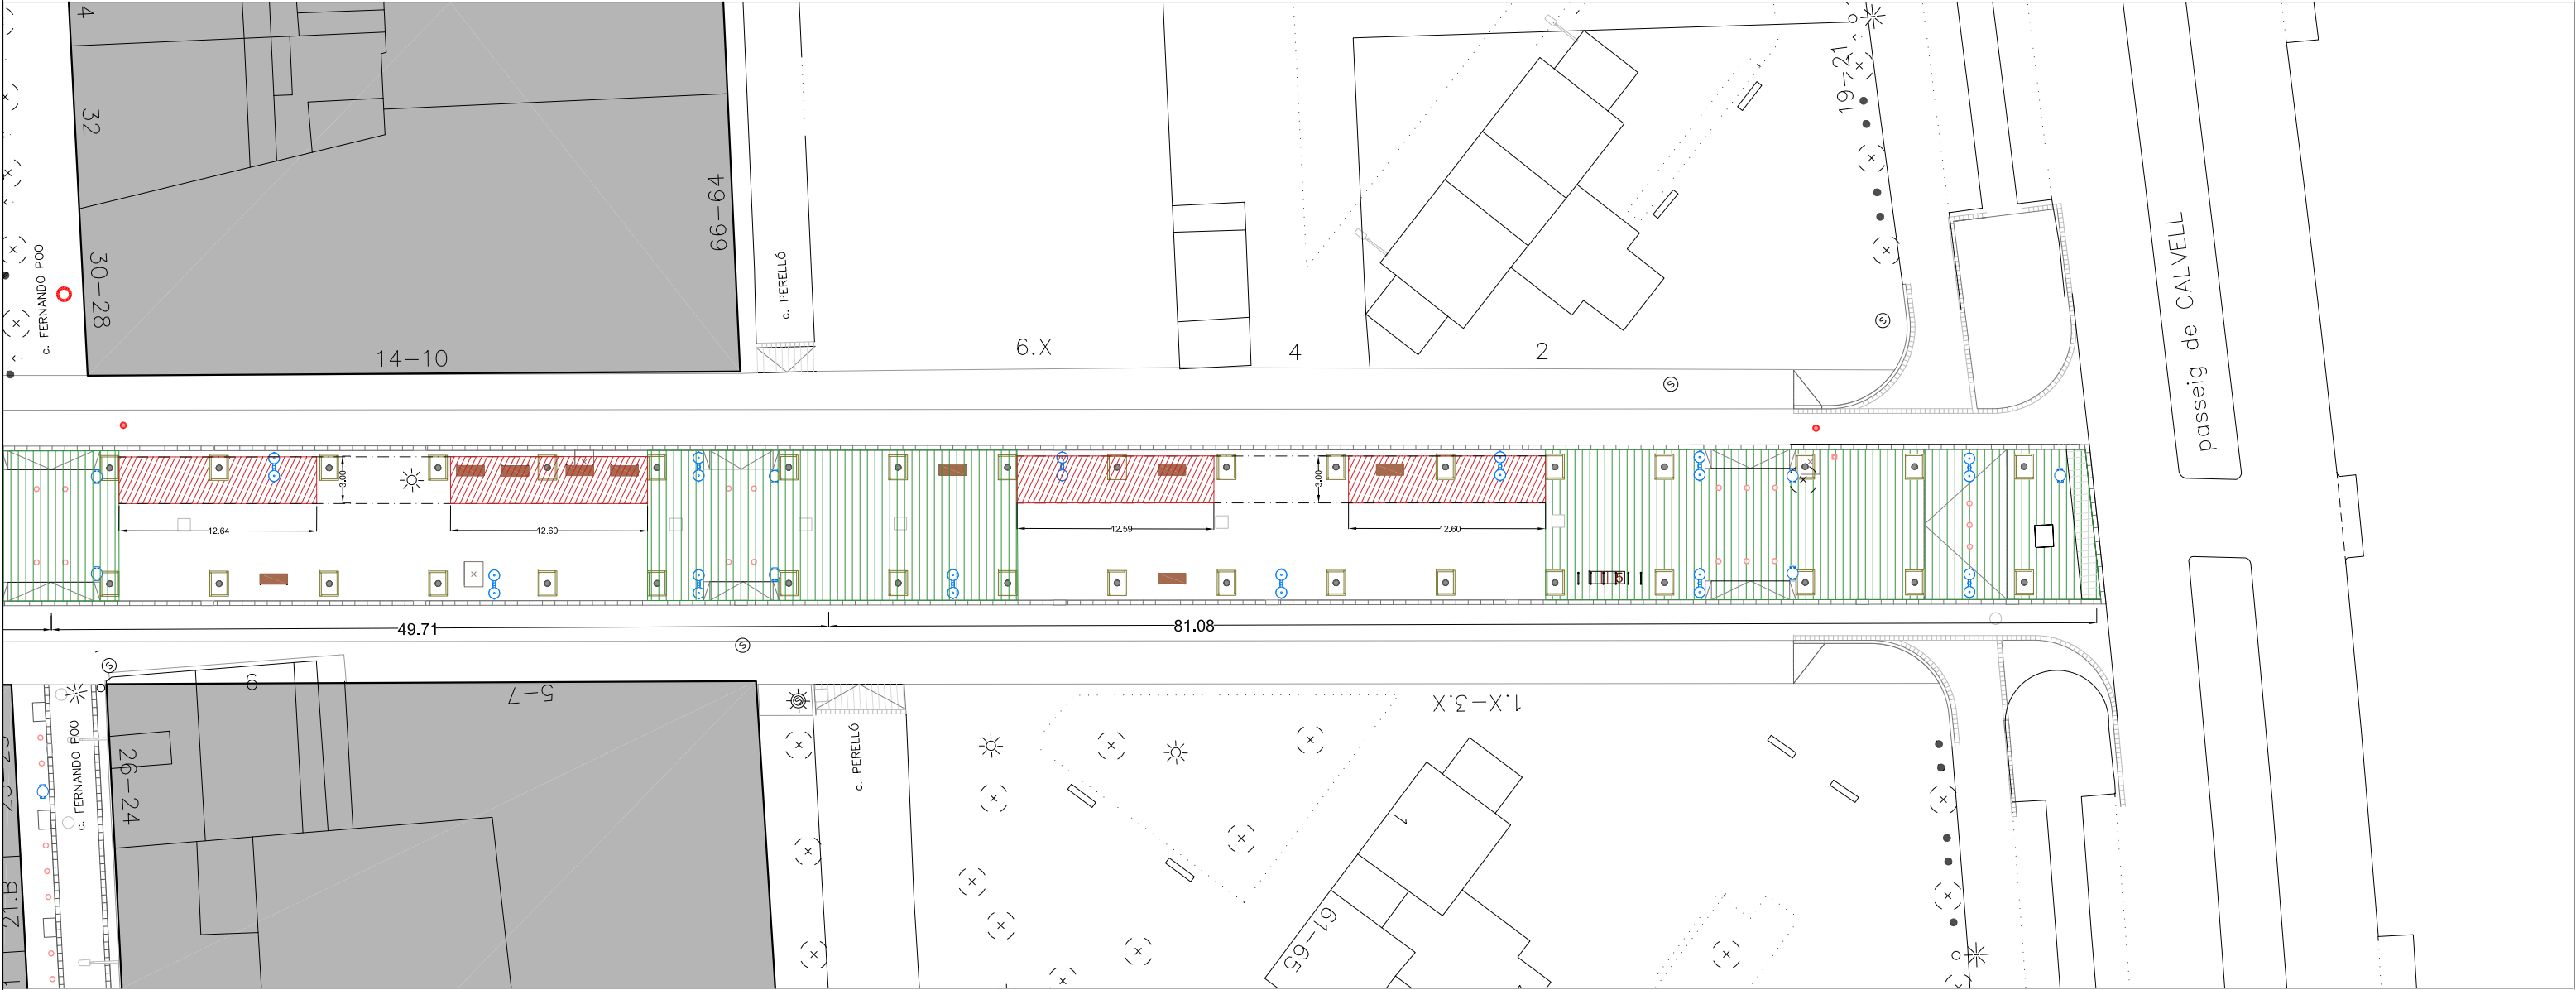 4
32
30-28
c. FERNANDO POO
14-10
69-64
c. PERELLÓ
6.X
4
2
19-21
S
S
passeig de CALVELL
3.00
3.00
12.64
12.60
12.59
12.60
5
49.71
81.08
S
S
9
5-7
S
1.X-3.X
c. FERNANDO POO
26-24
c. PERELLÓ
21.B
1
61-65